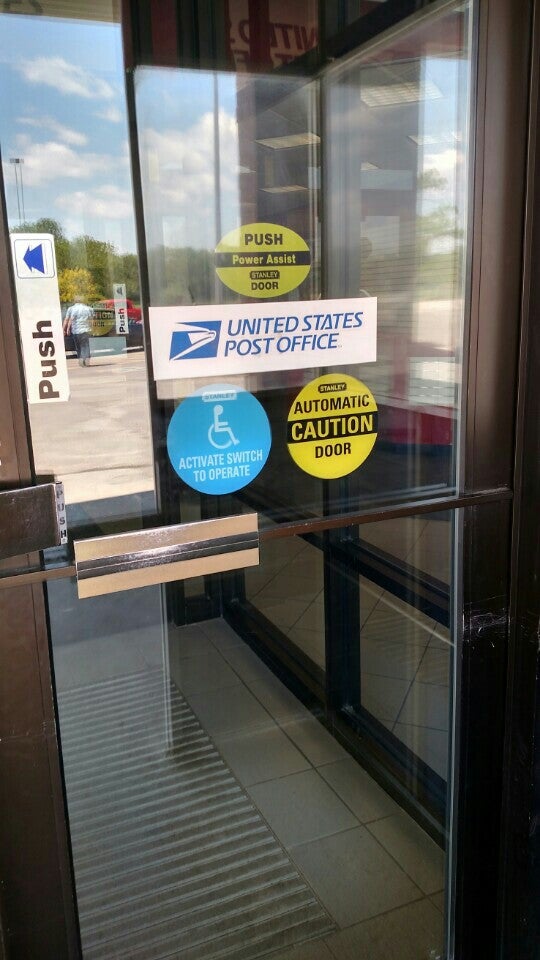 PUSH
Power Assist
STANLEY
DOOR
Push
Push
UNITED STATES
POST OFFICE
STANLEY
ACTIVATE SWITCH
TO OPERATE
STANLEY
AUTOMATIC
CAUTION
DOOR
PUSH